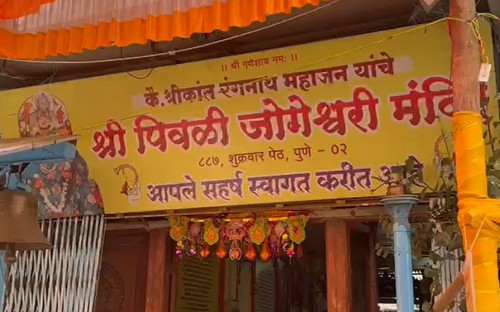 ।। श्री गणेशाय नमः ।।
कै. श्रीकांत रंगनाथ महाजन यांचे
श्री पिवळी जोगेश्वरी
८८७, शुक्रवार पेठ, पुणे - ०२
आपले सहर्ष स्वागत करीत